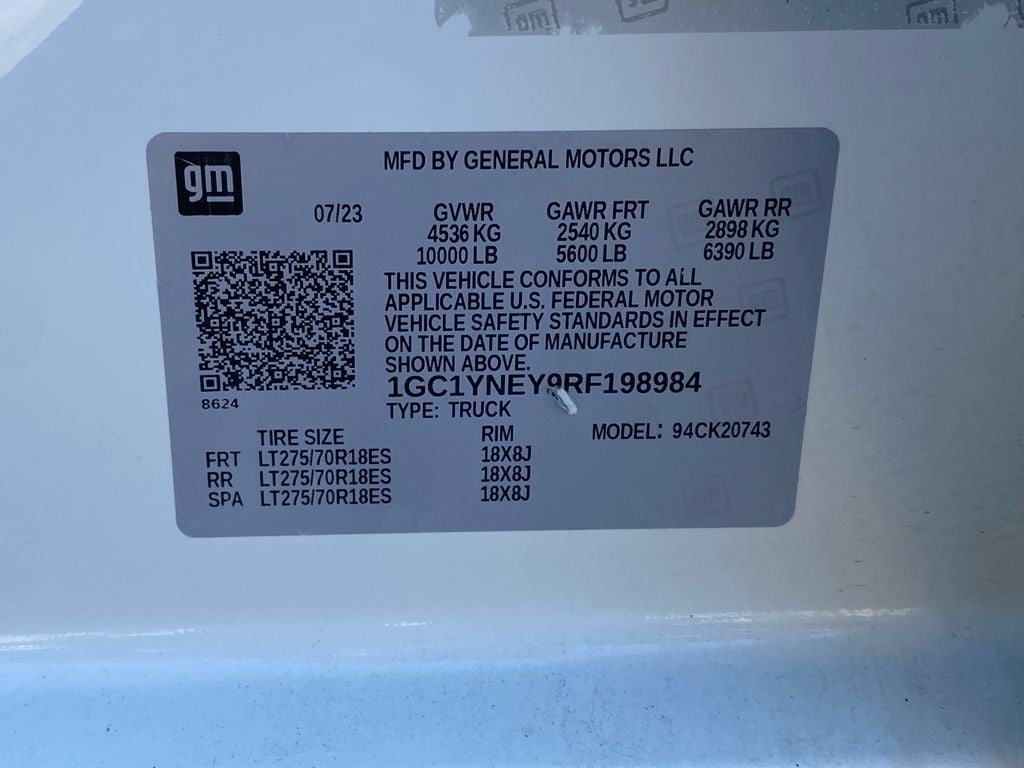 gm
MFD BY GENERAL MOTORS LLC
07/23 GVWR GAWR FRT GAWR RR
4536 KG 2540 KG 2898 KG
10000 LB 5600 LB 6390 LB
THIS VEHICLE CONFORMS TO ALL
APPLICABLE U.S. FEDERAL MOTOR
VEHICLE SAFETY STANDARDS IN EFFECT
ON THE DATE OF MANUFACTURE
SHOWN ABOVE.
1GC1YNEY9RF198984
8624
TYPE: TRUCK
TIRE SIZE RIM MODEL: 94CK20743
FRT LT275/70R18ES 18X8J
RR LT275/70R18ES 18X8J
SPA LT275/70R18ES 18X8J